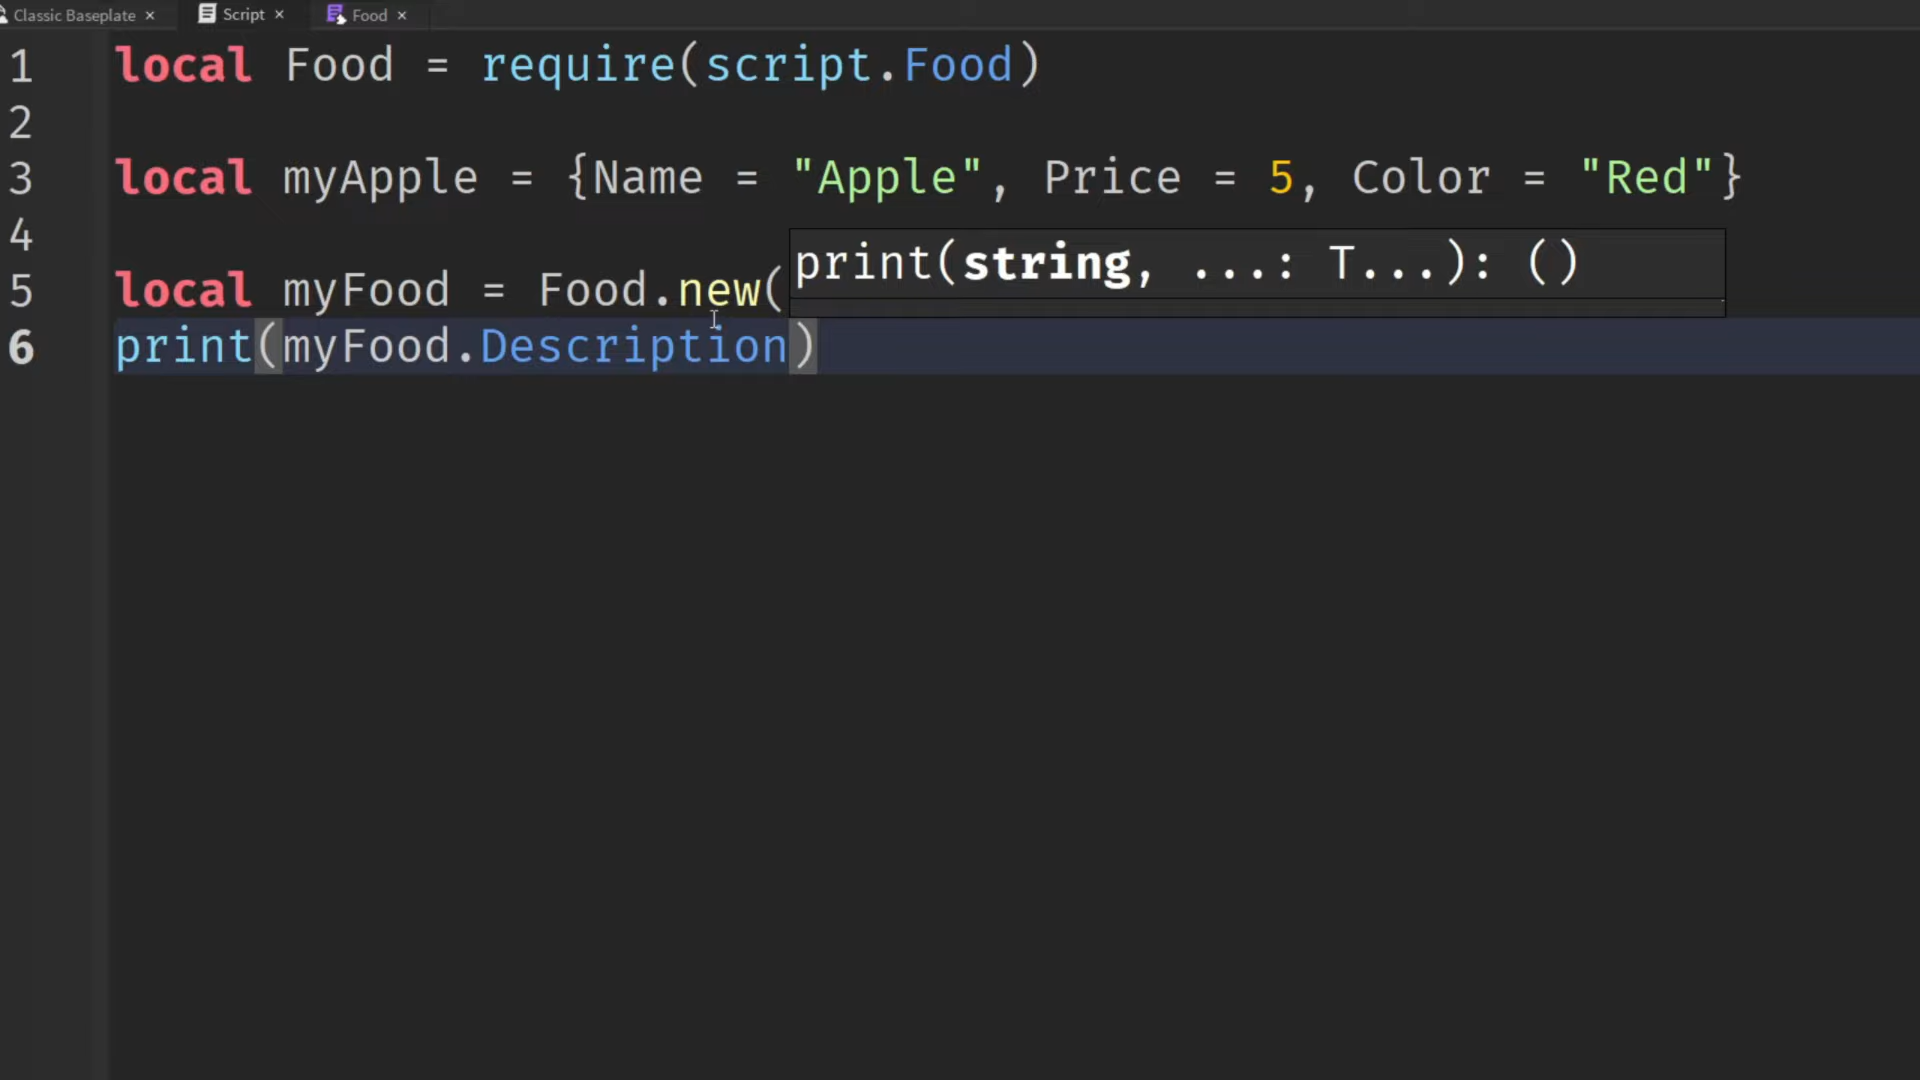 Classic Baseplate × Script × Food ×
1 local Food = require(script.Food)
2
3 local myApple = {Name = "Apple", Price = 5, Color = "Red"}
4
print(string, ...: T...): ()
5 local myFood = Food.new(
6 print(myFood.Description)